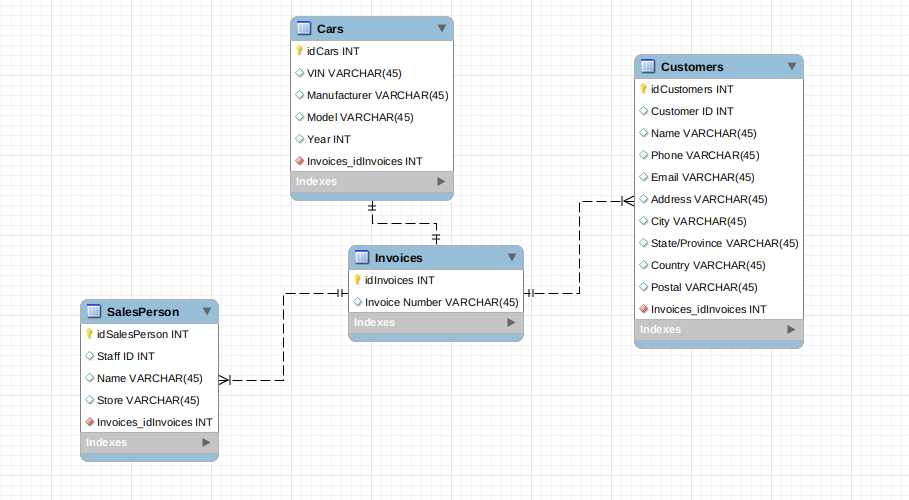 Cars
idCars INT
VIN VARCHAR(45)
Manufacturer VARCHAR(45)
Model VARCHAR(45)
Year INT
Invoices_idInvoices INT
Indexes
Customers
idCustomers INT
Customer ID INT
Name VARCHAR(45)
Phone VARCHAR(45)
Email VARCHAR(45)
Address VARCHAR(45)
City VARCHAR(45)
State/Province VARCHAR(45)
Country VARCHAR(45)
Postal VARCHAR(45)
Invoices_idInvoices INT
Indexes
Invoices
idInvoices INT
Invoice Number VARCHAR(45)
Indexes
SalesPerson
idSalesPerson INT
Staff ID INT
Name VARCHAR(45)
Store VARCHAR(45)
Invoices_idInvoices INT
Indexes